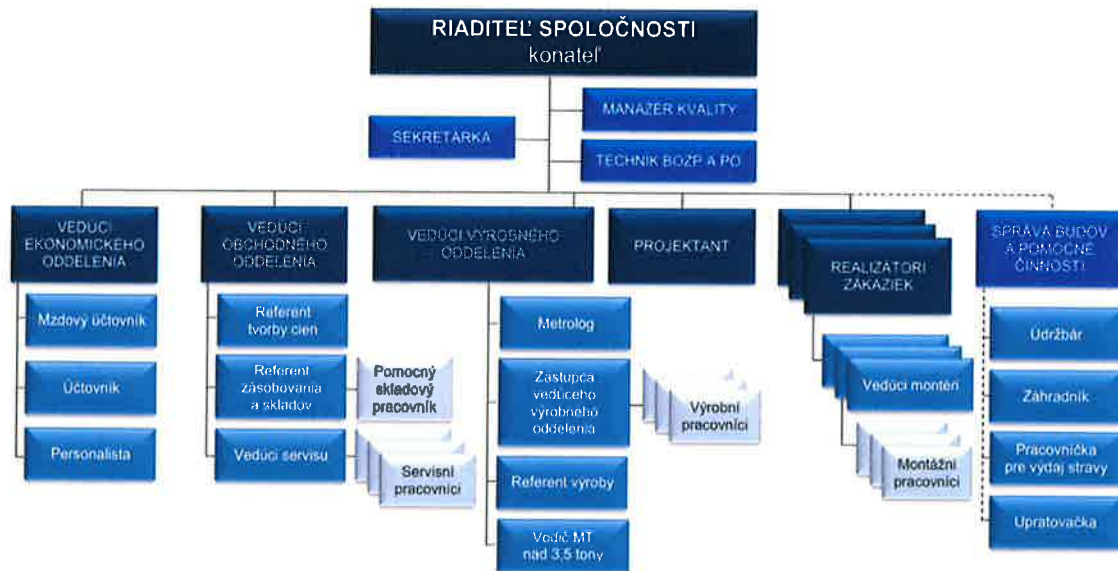 RIADITEĽ SPOLOČNOSTI
konateľ
MANAŽÉR KVALITY
SEKRETÁRKA
TECHNIK BOZP A PO
VEDÚCI
EKONOMICKÉHO
ODDELENIA
VEDÚCI
OBCHODNÉHO
ODDELENIA
VEDÚCI VÝROBNÉHO
ODDELENIA
PROJEKTANT
REALIZÁTORI
ZÁKAZIEK
SPRÁVA BUDOV
A POMOCNÉ
ČINNOSTI
Mzdový účtovník
Účtovník
Personalista
Referent
tvorby cien
Referent
zásobovania
a skladov
Pomocný
skladový
pracovník
Vedúci servisu
Servisní
pracovníci
Metrológ
Zástupca
vedúceho
výrobného
oddelenia
Výrobní
pracovníci
Referent výroby
Vodič MT
nad 3,5 tony
Vedúci montéri
Montážni
pracovníci
Údržbár
Záhradník
Pracovníčka
pre výdaj stravy
Upratovačka